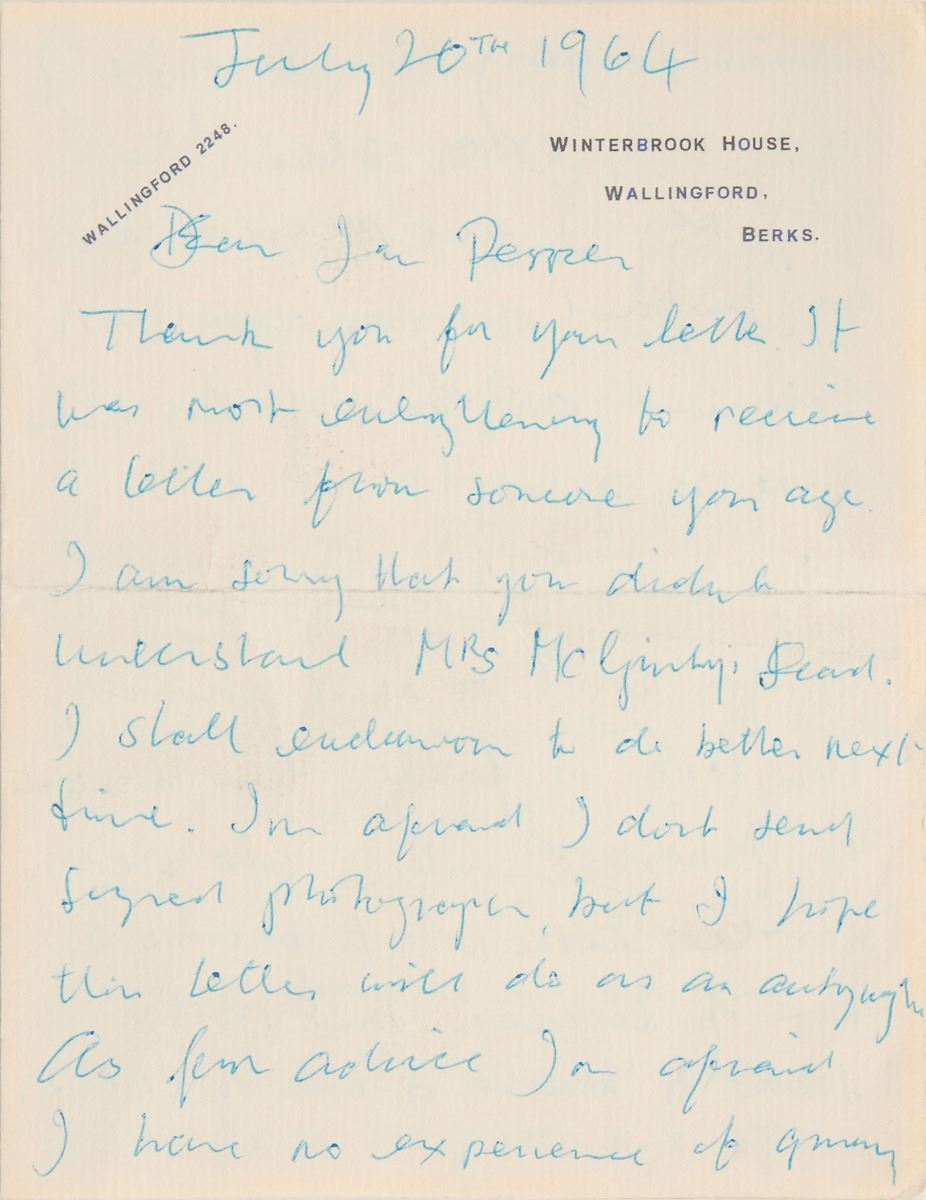 July 20TH 1964
WALLINGFORD 2248.
WINTERBROOK HOUSE,
WALLINGFORD,
BERKS.
Dear Ian Pepper
Thank you for your letter. It
was most enlightening to receive
a letter from someone your age.
I am sorry that you didn't
understand MRS McGinty's Dead.
I shall endeavour to do better next
time. I'm afraid I don't send
signed photographs, but I hope
this letter will do as an autograph
As for advice I'm afraid
I have no experience of